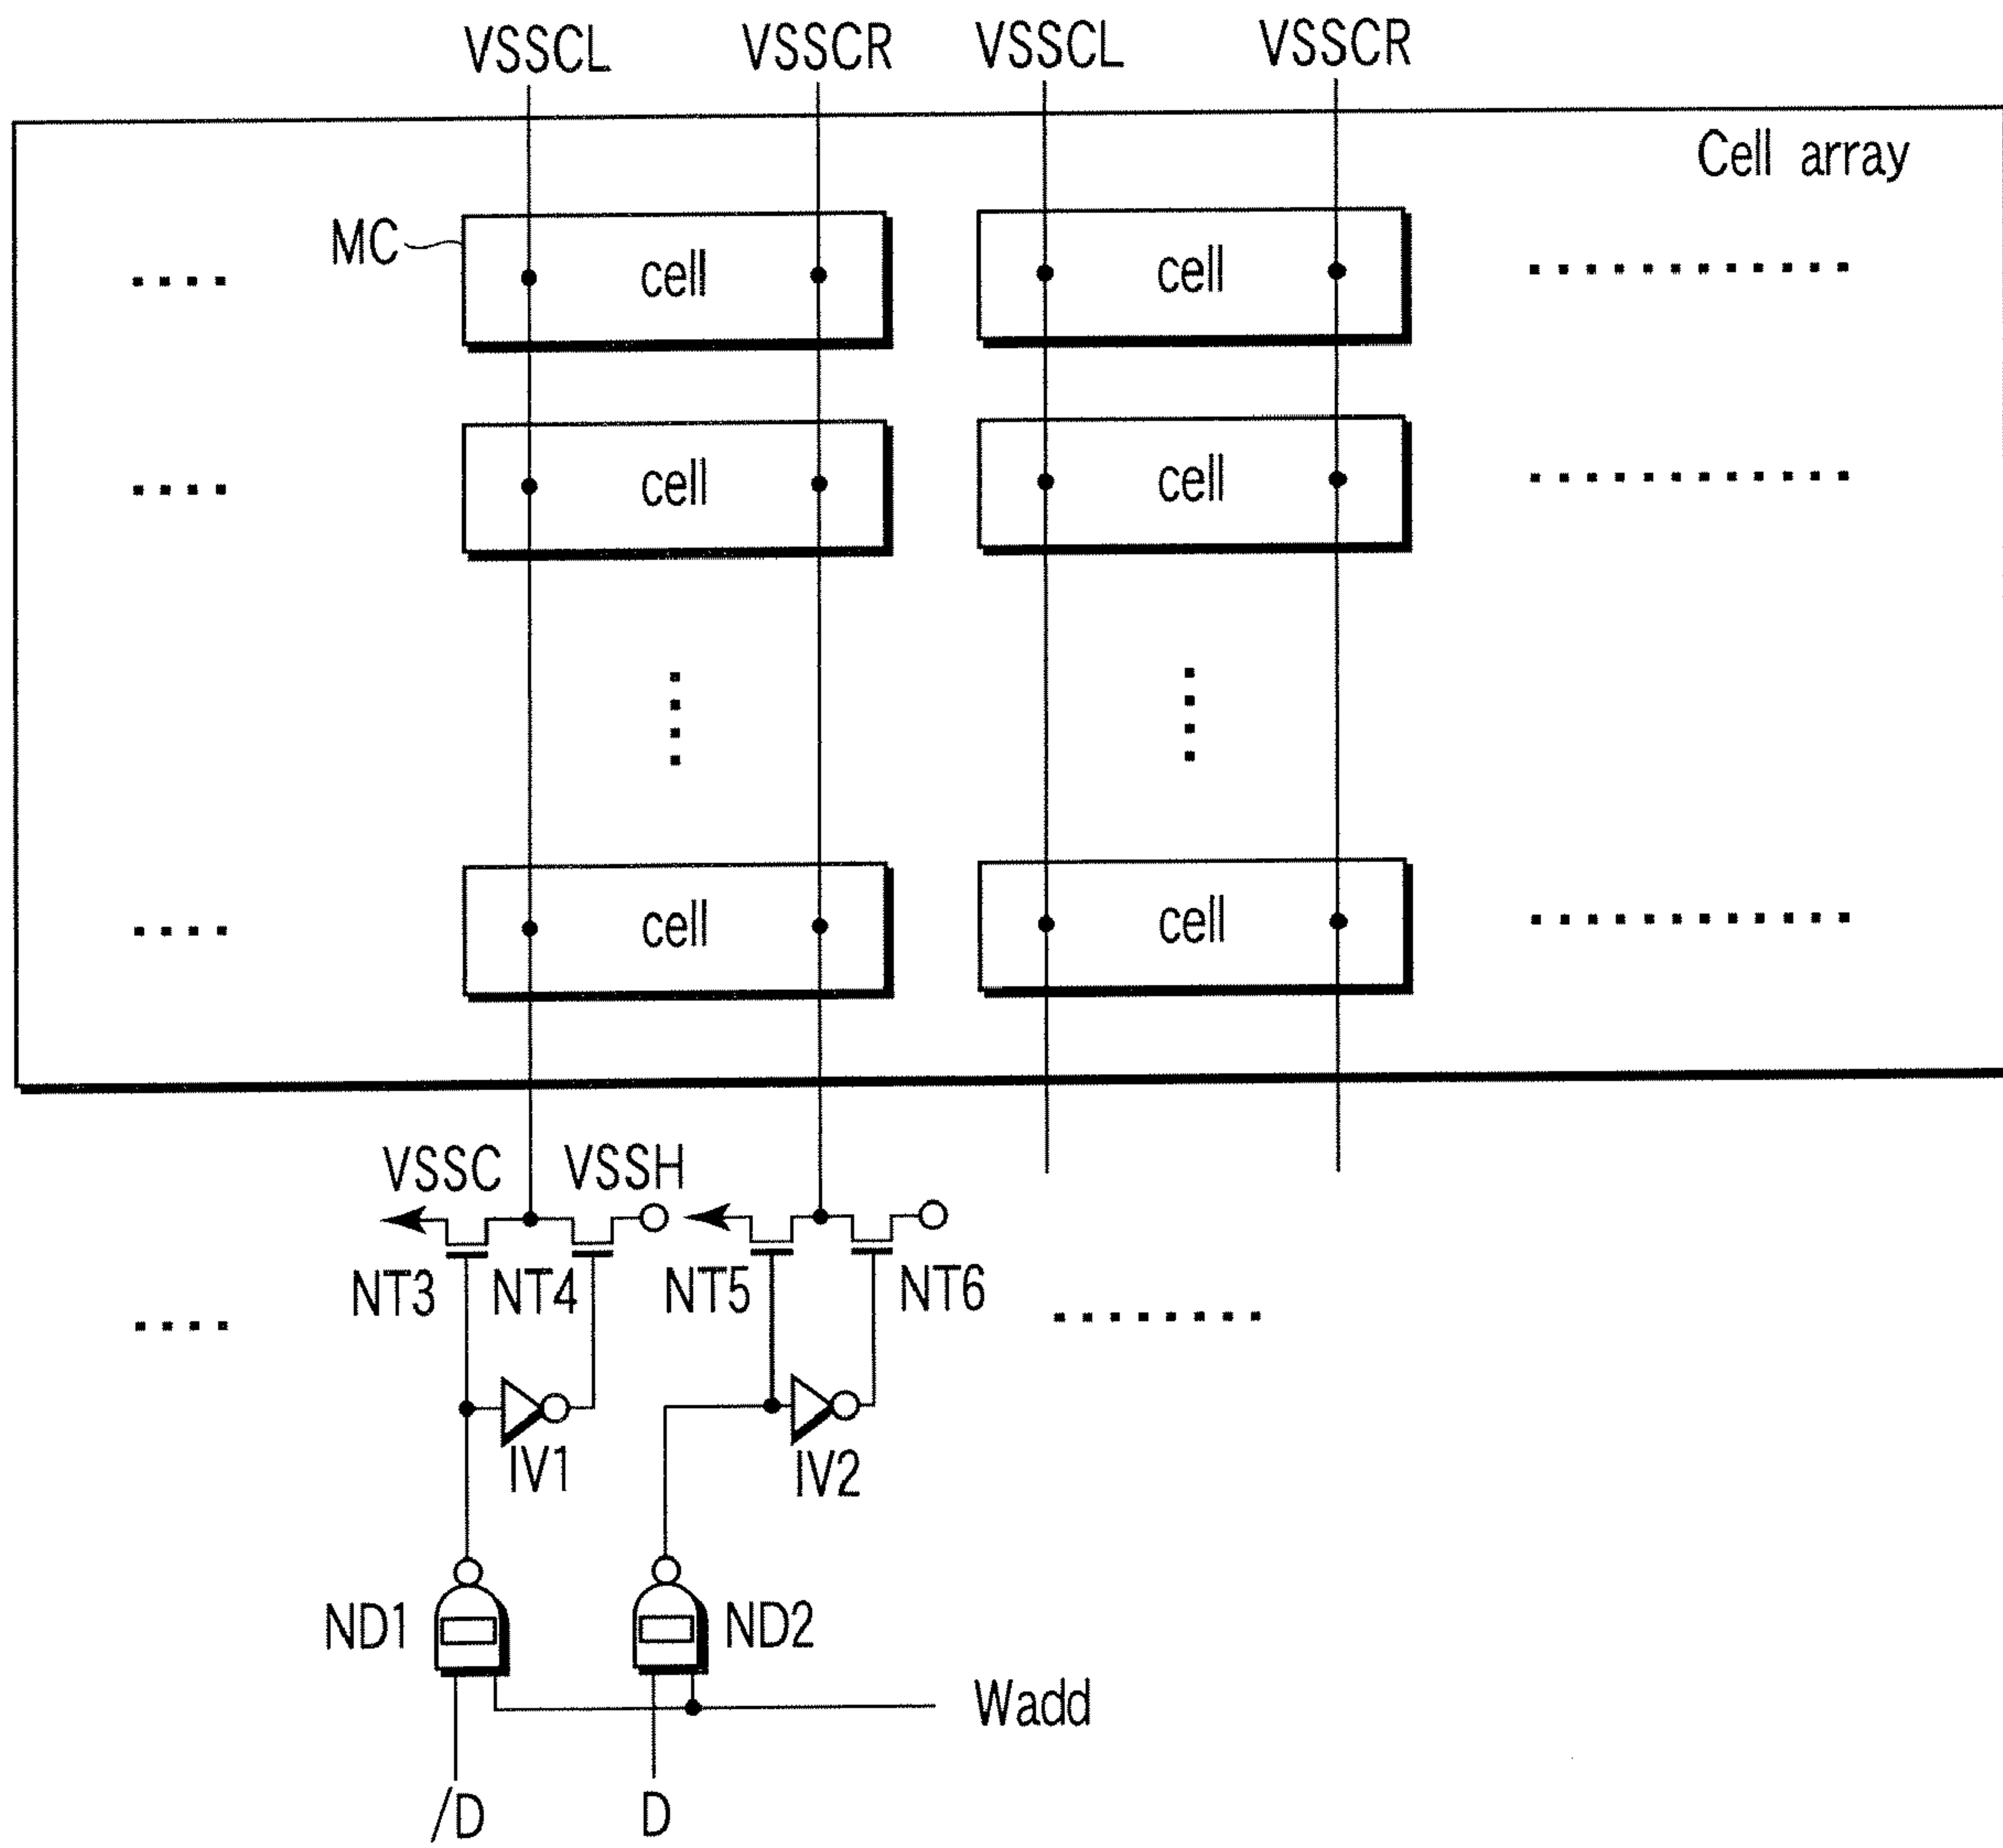 VSSCL VSSCR VSSCL VSSCR
Cell array
MC cell cell
cell cell
cell cell
VSSC VSSH
NT3 NT4 NT5 NT6
IV1 IV2
ND1 ND2
Wadd
/D D